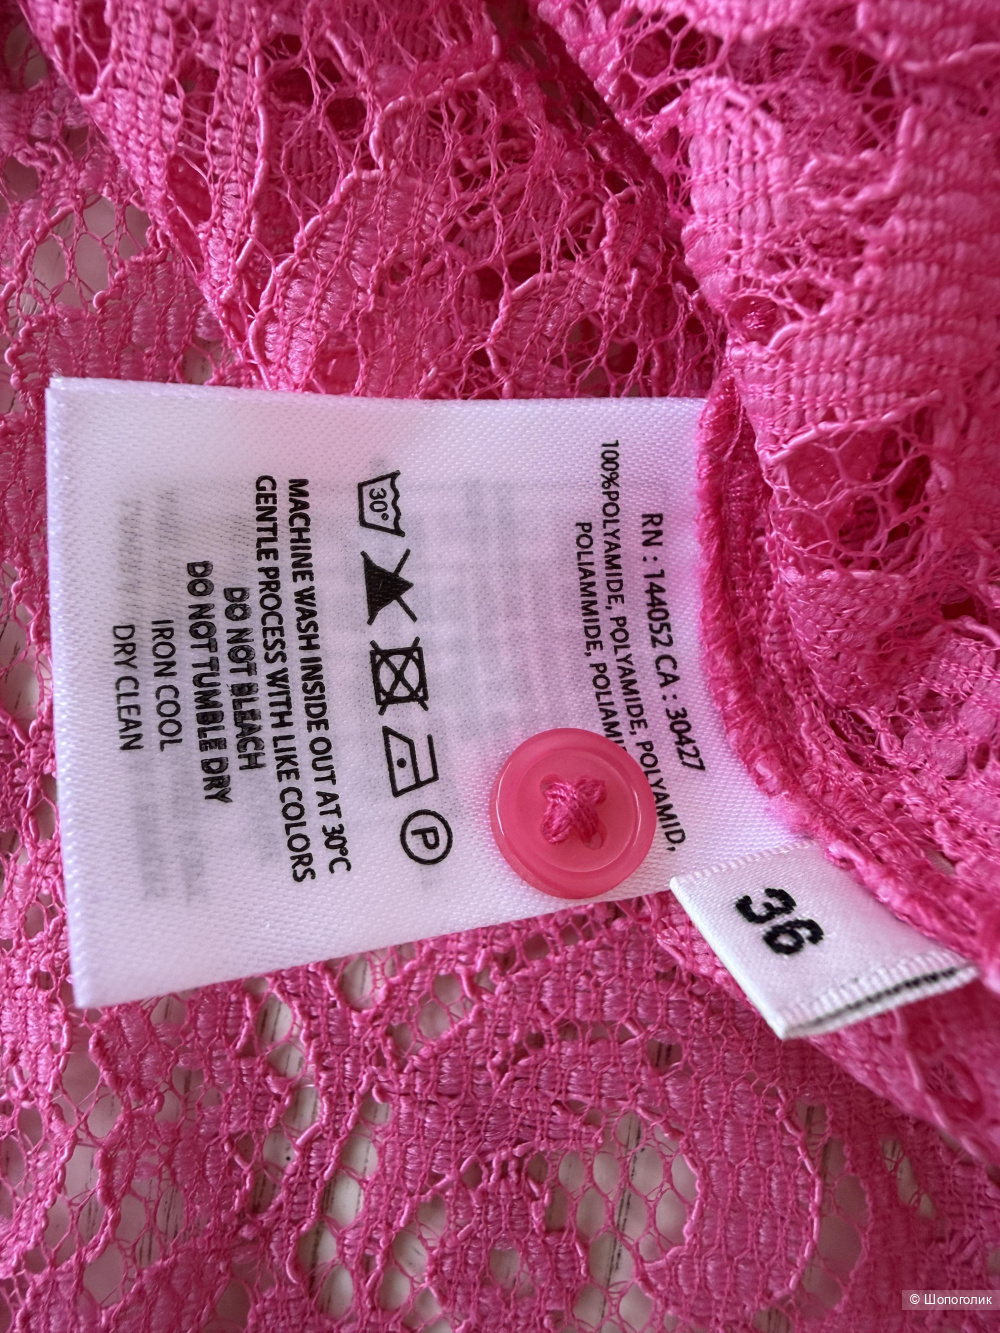 RN : 144052 CA : 30427
100%POLYAMIDE, POLYAMIDE, POLYAMID,
POLIAMMIDE,
30°
P
MACHINE WASH INSIDE OUT AT 30°C
GENTLE PROCESS WITH LIKE COLORS
DO NOT BLEACH
DO NOT TUMBLE DRY
IRON COOL
DRY CLEAN
36
© Шопоголик